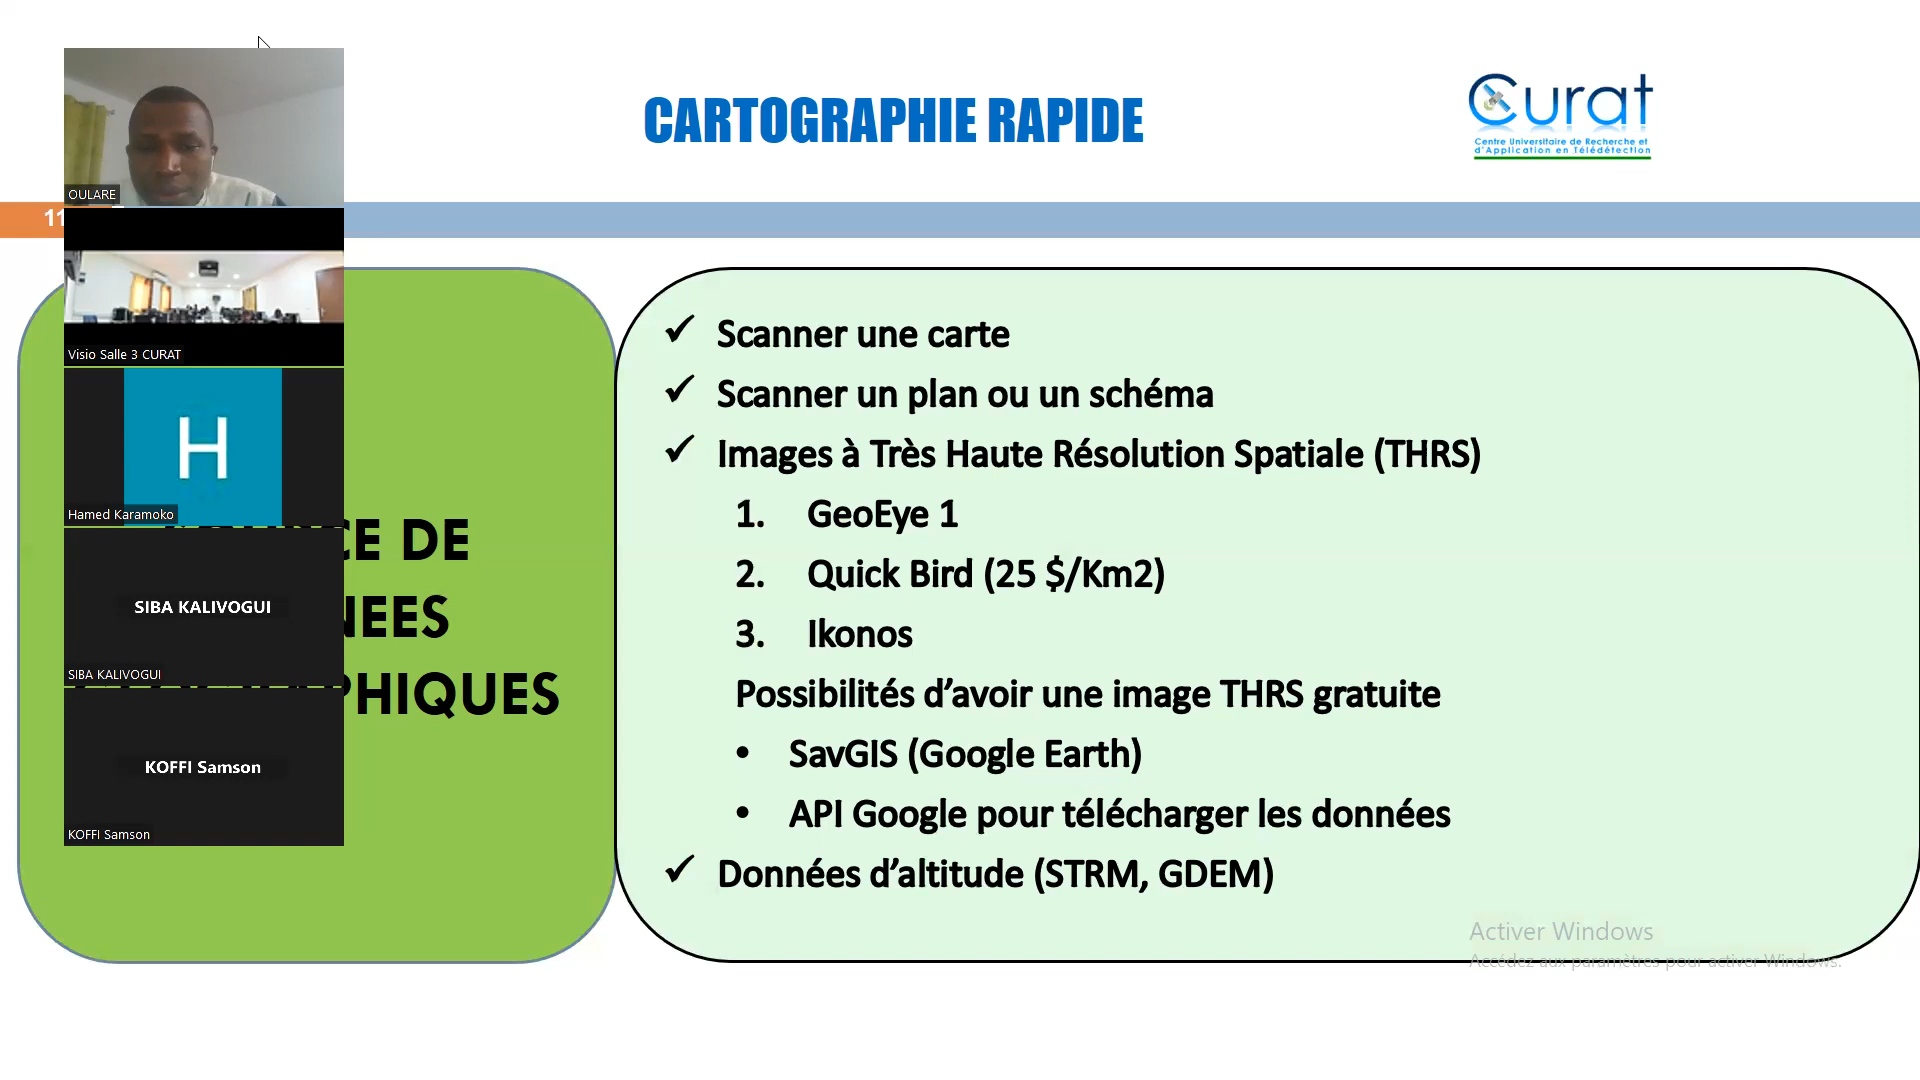 CARTOGRAPHIE RAPIDE
Curat
Centre Universitaire de Recherche et
d'Application en Télédétection
OULARE
11
Visio Salle 3 CURAT
H
Hamed Karamoko
SIBA KALIVOGUI
SIBA KALIVOGUI
KOFFI Samson
KOFFI Samson
CE DE
NEES
PHIQUES
✓ Scanner une carte
✓ Scanner un plan ou un schéma
✓ Images à Très Haute Résolution Spatiale (THRS)
1. GeoEye 1
2. Quick Bird (25 $/Km2)
3. Ikonos
Possibilités d’avoir une image THRS gratuite
• SavGIS (Google Earth)
• API Google pour télécharger les données
✓ Données d’altitude (STRM, GDEM)
Activer Windows
Accédez aux paramètres pour activer Windows.